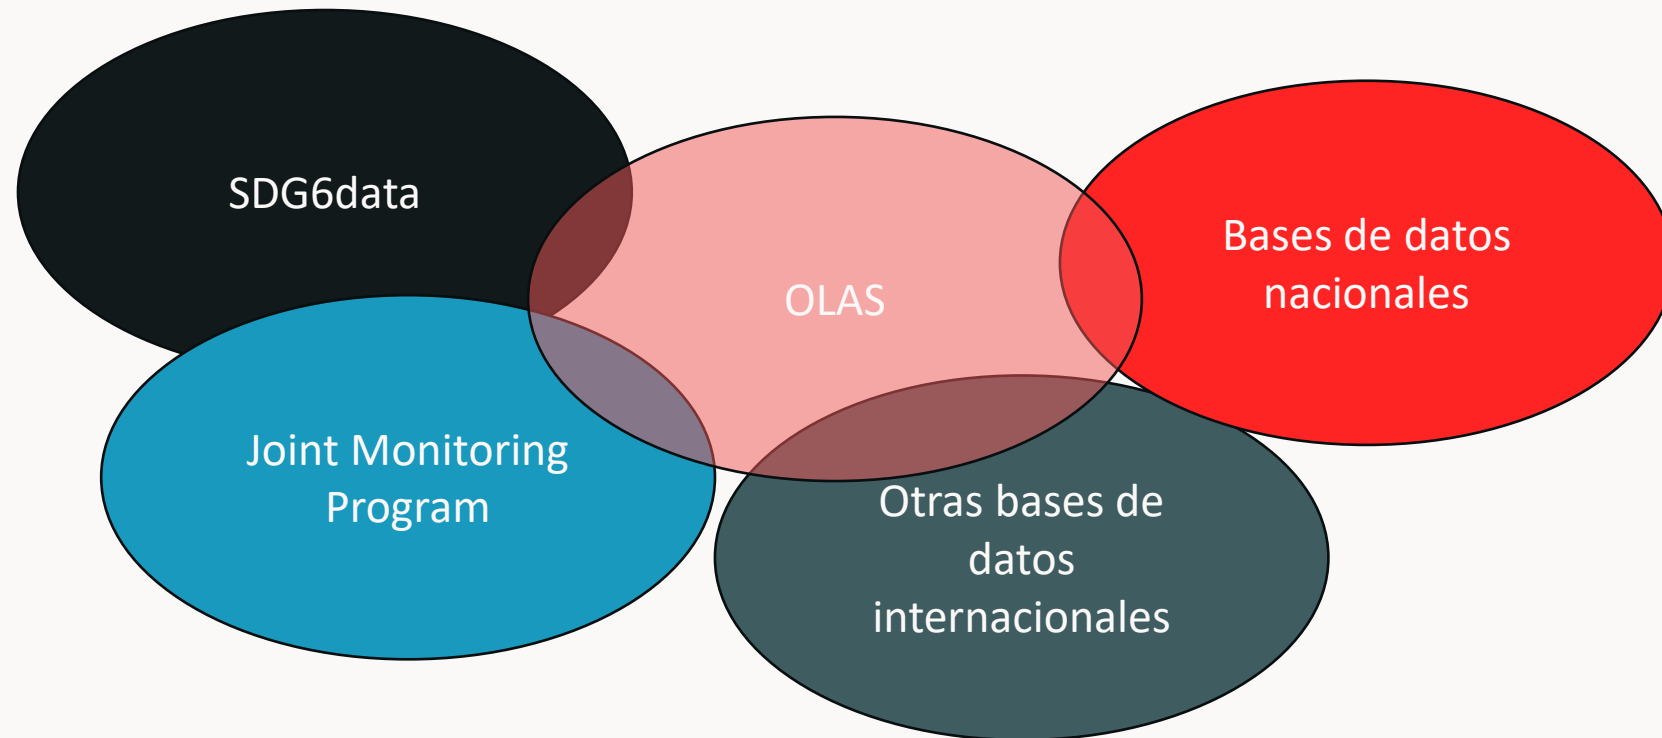 SDG6data
OLAS
Bases de datos
nacionales
Joint Monitoring
Program
Otras bases de
datos
internacionales